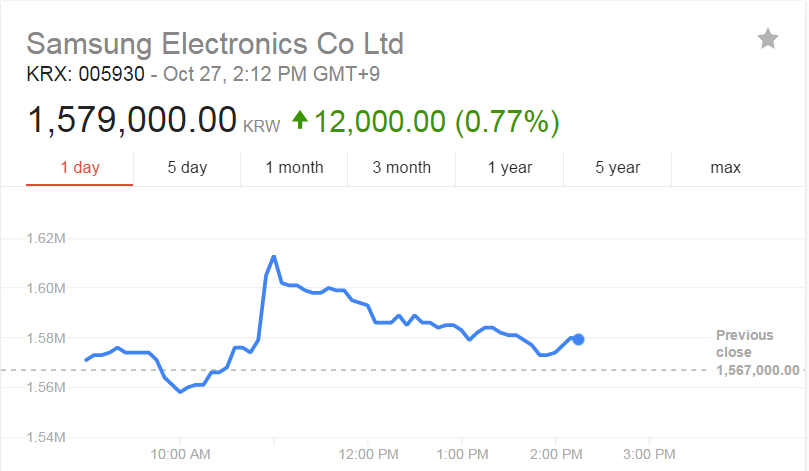 Samsung Electronics Co Ltd
KRX: 005930 - Oct 27, 2:12 PM GMT+9
1,579,000.00 KRW 12,000.00 (0.77%)
1 day 5 day 1 month 3 month 1 year 5 year max
1.62M
1.60M
1.58M
Previous
close
1,567,000.00
1.56M
1.54M
10:00 AM 12:00 PM 1:00 PM 2:00 PM 3:00 PM